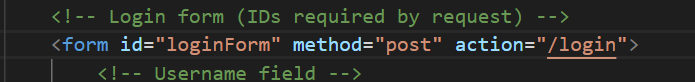 <!-- Login form (IDs required by request) -->
<form id="loginForm" method="post" action="/login">
<!-- Username field -->